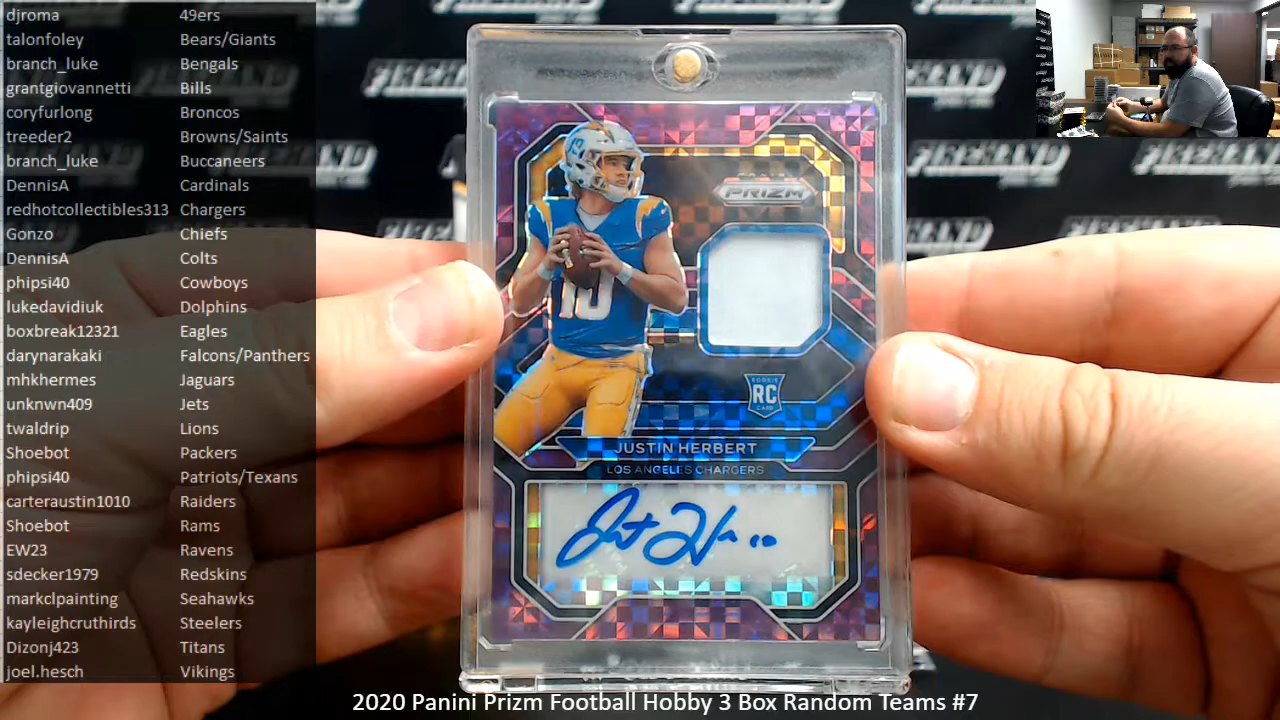 djroma 49ers
talonfoley Bears/Giants
branch_luke Bengals
grantgiovannetti Bills
coryfurlong Broncos
treeder2 Browns/Saints
branch_luke Buccaneers
DennisA Cardinals
redhotcollectibles313 Chargers
Gonzo Chiefs
DennisA Colts
phipsi40 Cowboys
lukedavidiuk Dolphins
boxbreak12321 Eagles
darynarakaki Falcons/Panthers
mhkhermes Jaguars
unknwn409 Jets
twaldrip Lions
Shoebot Packers
phipsi40 Patriots/Texans
carteraustin1010 Raiders
Shoebot Rams
EW23 Ravens
sdecker1979 Redskins
markclpainting Seahawks
kayleighcruthirds Steelers
Dizonj423 Titans
joel.hesch Vikings
FIREHAND
PRIZM
10
ROOKIE
RC
CARD
JUSTIN HERBERT
LOS ANGELES CHARGERS
2020 Panini Prizm Football Hobby 3 Box Random Teams #7